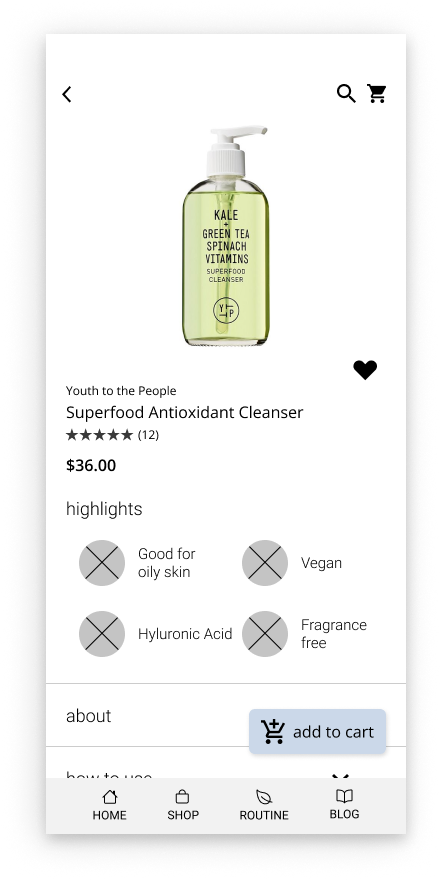 KALE
+
GREEN TEA
SPINACH
VITAMINS
SUPERFOOD
CLEANSER
Y P
Youth to the People
Superfood Antioxidant Cleanser
★★★★★ (12)
$36.00
highlights
Good for
oily skin
Vegan
Hyluronic Acid
Fragrance
free
about
add to cart
how to use
HOME
SHOP
ROUTINE
BLOG